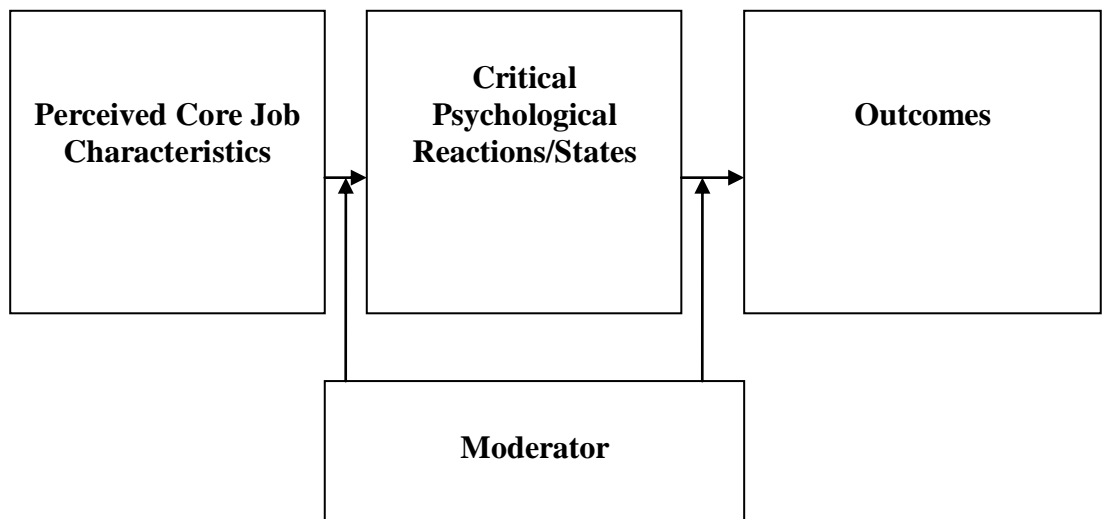 Perceived Core Job
Characteristics
Critical
Psychological
Reactions/States
Outcomes
Moderator